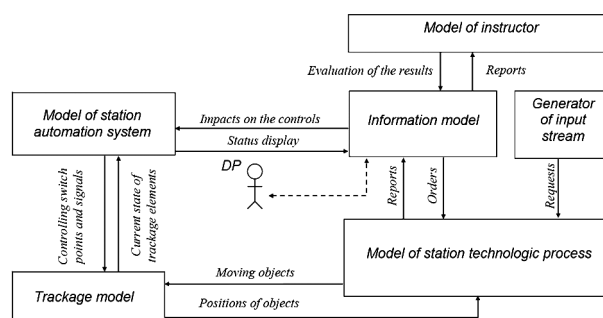 Model of instructor
Evaluation of the results
Reports
Model of station
automation system
Impacts on the controls
Status display
Information model
Generator
of input
stream
DP
Controlling switch
points and signals
Current state of
trackage elements
Reports
Orders
Requests
Model of station technologic process
Moving objects
Trackage model
Positions of objects